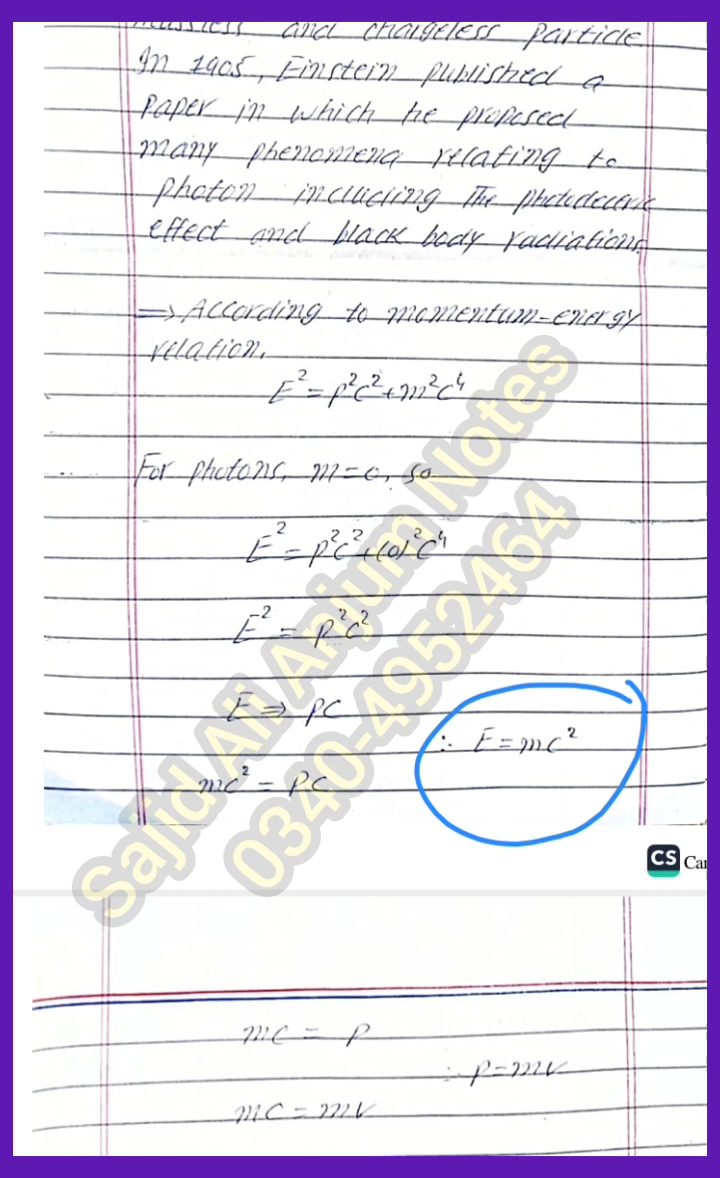 massless and chargeless particle
In 1905, Einstein published a
paper in which he proposed
many phenomena relating to
photon including The photoelectric
effect and black body radiations.
=> According to momentum-energy
relation.
E² = p²c² + m²c⁴
For photons, m = 0, so
E² = p²c² + (0)²c⁴
E² = p²c²
E => pc
∴ E = mc²
mc² = Pc
Sajid Ali Anjum Notes
0340-4952464
CS Ca
mc = p
∴ p = mv
mc = mv